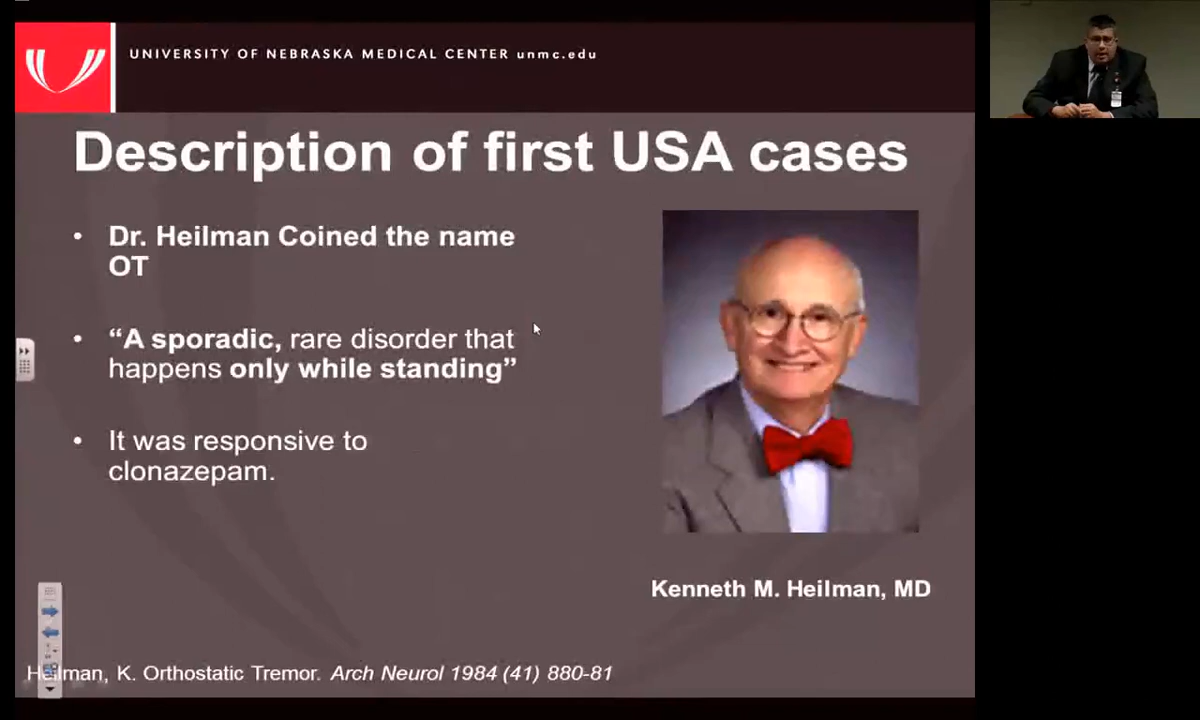 UNIVERSITY OF NEBRASKA MEDICAL CENTER unmc.edu
Description of first USA cases
• Dr. Heilman Coined the name
OT
• “A sporadic, rare disorder that
happens only while standing”
• It was responsive to
clonazepam.
Kenneth M. Heilman, MD
Heilman, K. Orthostatic Tremor. Arch Neurol 1984 (41) 880-81